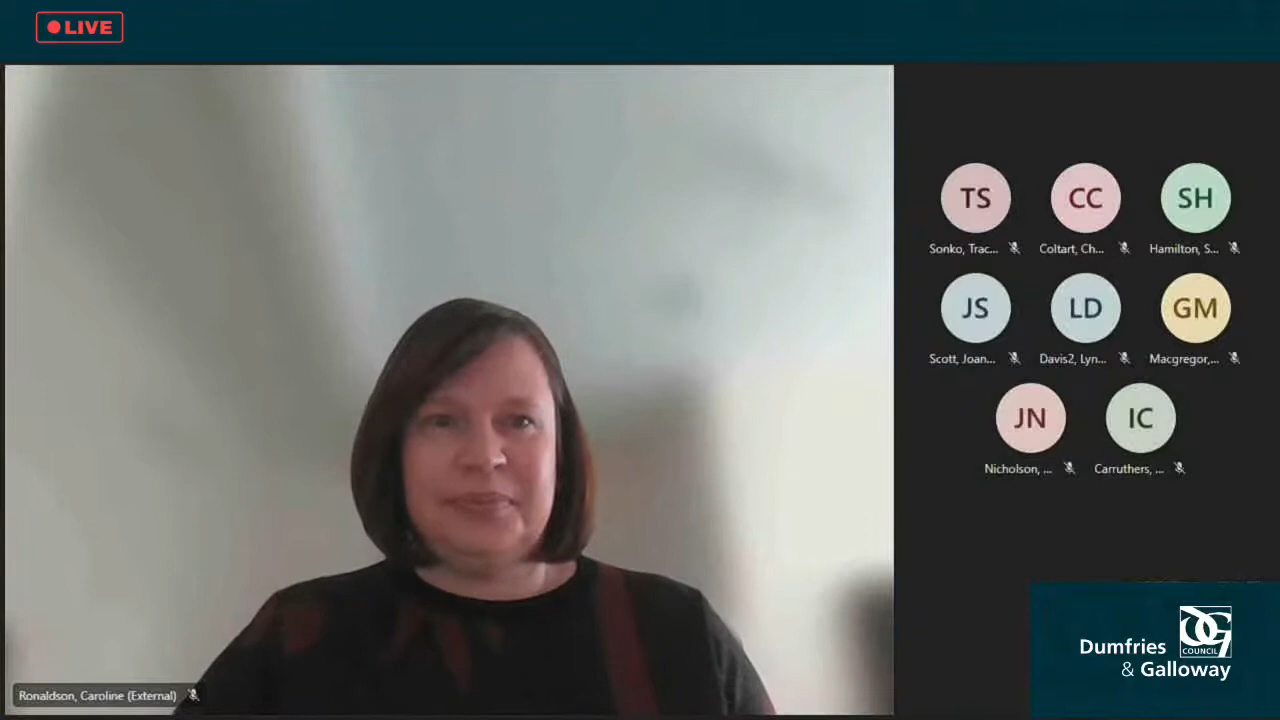 LIVE
TS
CC
SH
Sonko, Trac...
Coltart, Ch...
Hamilton, S...
JS
LD
GM
Scott, Joan...
Davis2, Lyn...
Macgregor,...
JN
IC
Nicholson, ...
Carruthers, ...
Ronaldson, Caroline (External)
DG
COUNCIL
Dumfries
& Galloway